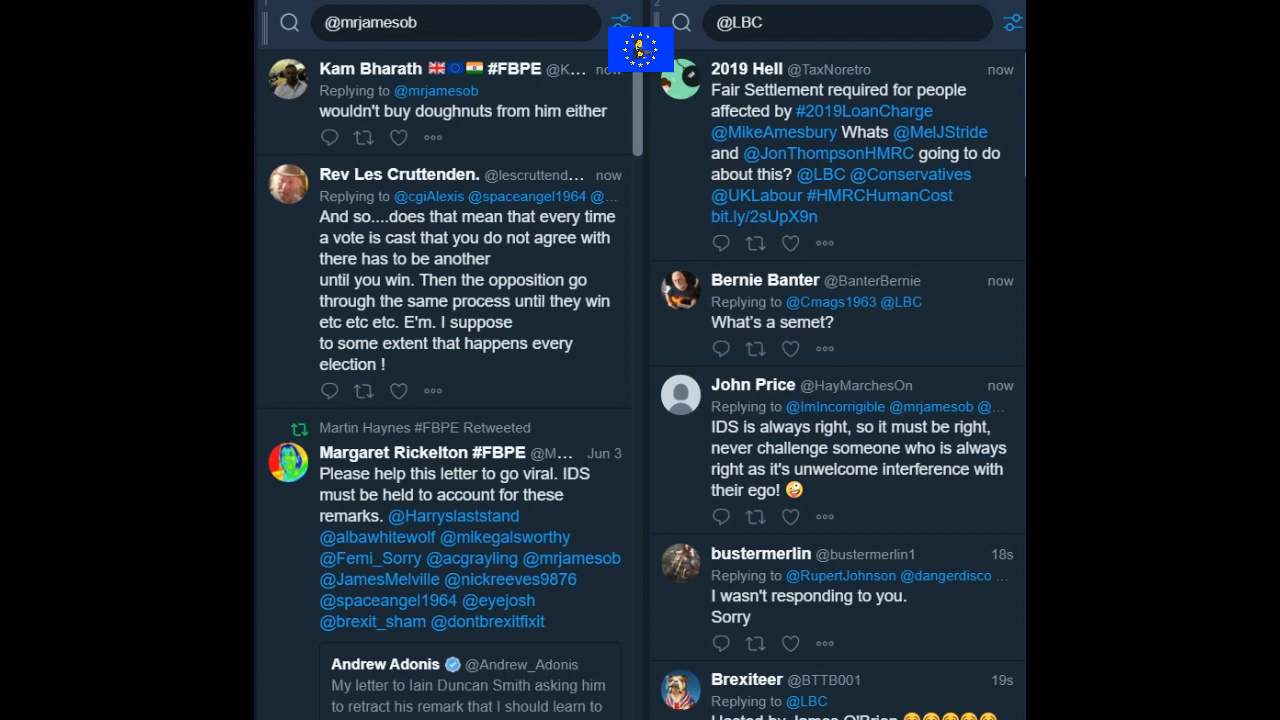 @mrjamesob
Kam Bharath #FBPE @K... now
Replying to @mrjamesob
wouldn't buy doughnuts from him either
Rev Les Cruttenden. @lescruttend... now
Replying to @cgiAlexis @spaceangel1964 @...
And so....does that mean that every time
a vote is cast that you do not agree with
there has to be another
until you win. Then the opposition go
through the same process until they win
etc etc etc. E'm. I suppose
to some extent that happens every
election !
Martin Haynes #FBPE Retweeted
Margaret Rickelton #FBPE @M... Jun 3
Please help this letter to go viral. IDS
must be held to account for these
remarks. @Harryslaststand
@albawhitewolf @mikegalsworthy
@Femi_Sorry @acgrayling @mrjamesob
@JamesMelville @nickreeves9876
@spaceangel1964 @eyejosh
@brexit_sham @dontbrexitfixit
Andrew Adonis @Andrew_Adonis
My letter to Iain Duncan Smith asking him
to retract his remark that I should learn to
2
@LBC
2019 Hell @TaxNoretro now
Fair Settlement required for people
affected by #2019LoanCharge
@MikeAmesbury Whats @MelJStride
and @JonThompsonHMRC going to do
about this? @LBC @Conservatives
@UKLabour #HMRCHumanCost
bit.ly/2sUpX9n
Bernie Banter @BanterBernie now
Replying to @Cmags1963 @LBC
What's a semet?
John Price @HayMarchesOn now
Replying to @ImIncorrigible @mrjamesob @...
IDS is always right, so it must be right,
never challenge someone who is always
right as it's unwelcome interference with
their ego! 🤪
bustermerlin @bustermerlin1 18s
Replying to @RupertJohnson @dangerdisco ...
I wasn't responding to you.
Sorry
Brexiteer @BTTB001 19s
Replying to @LBC
Hosted by James O'Brien